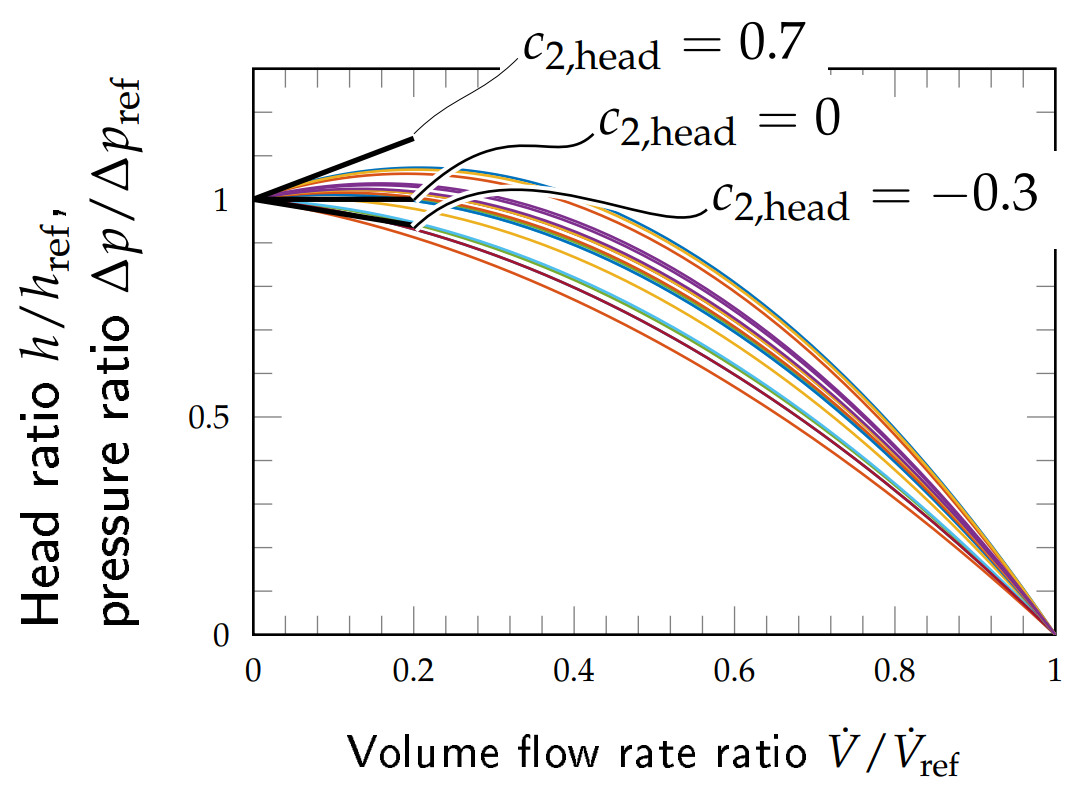 c2,head = 0.7
c2,head = 0
c2,head = −0.3
Head ratio h/href,
pressure ratio Δp/Δpref
1
0.5
0
0 0.2 0.4 0.6 0.8 1
Volume flow rate ratio V̇/V̇ref